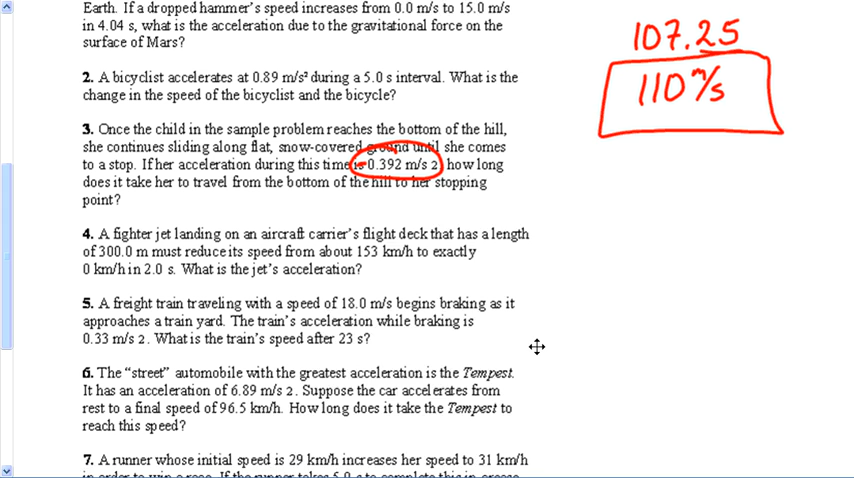 Earth. If a dropped hammer's speed increases from 0.0 m/s to 15.0 m/s
in 4.04 s, what is the acceleration due to the gravitational force on the
surface of Mars?
2. A bicyclist accelerates at 0.89 m/s² during a 5.0 s interval. What is the
change in the speed of the bicyclist and the bicycle?
3. Once the child in the sample problem reaches the bottom of the hill,
she continues sliding along flat, snow-covered ground until she comes
to a stop. If her acceleration during this time is -0.392 m/s 2, how long
does it take her to travel from the bottom of the hill to her stopping
point?
4. A fighter jet landing on an aircraft carrier's flight deck that has a length
of 300.0 m must reduce its speed from about 153 km/h to exactly
0 km/h in 2.0 s. What is the jet's acceleration?
5. A freight train traveling with a speed of 18.0 m/s begins braking as it
approaches a train yard. The train's acceleration while braking is
0.33 m/s 2. What is the train's speed after 23 s?
6. The "street" automobile with the greatest acceleration is the Tempest.
It has an acceleration of 6.89 m/s 2. Suppose the car accelerates from
rest to a final speed of 96.5 km/h. How long does it take the Tempest to
reach this speed?
7. A runner whose initial speed is 29 km/h increases her speed to 31 km/h
107.25
110 m/s